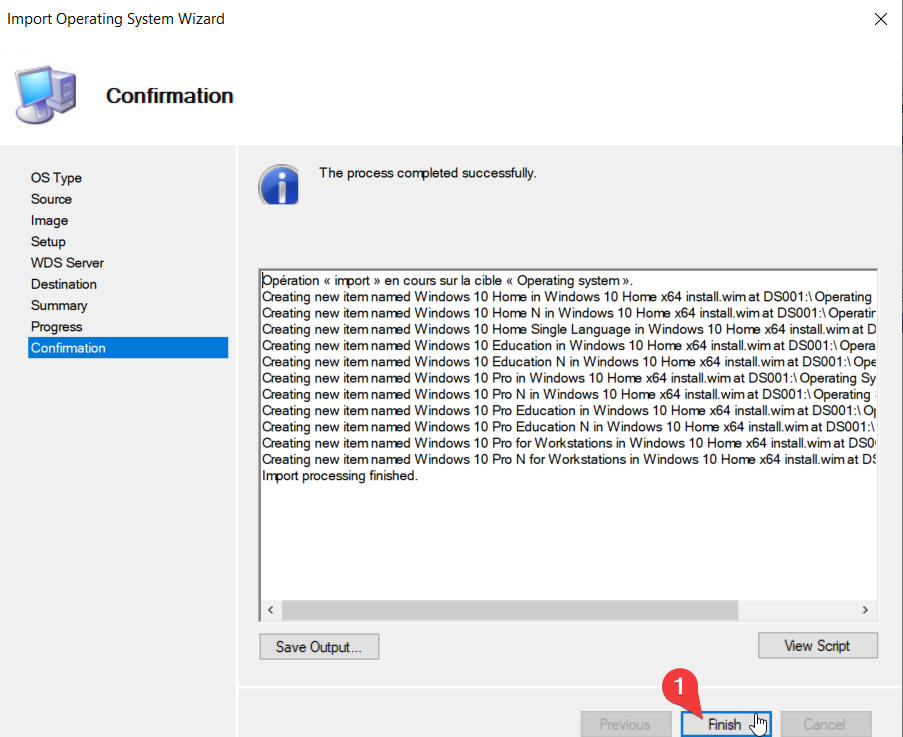 Import Operating System Wizard
Confirmation
OS Type
Source
Image
Setup
WDS Server
Destination
Summary
Progress
Confirmation
The process completed successfully.
Opération « import » en cours sur la cible « Operating system ».
Creating new item named Windows 10 Home in Windows 10 Home x64 install.wim at DS001:\Operating
Creating new item named Windows 10 Home N in Windows 10 Home x64 install.wim at DS001:\Operatin
Creating new item named Windows 10 Home Single Language in Windows 10 Home x64 install.wim at D
Creating new item named Windows 10 Education in Windows 10 Home x64 install.wim at DS001:\Opera
Creating new item named Windows 10 Education N in Windows 10 Home x64 install.wim at DS001:\Ope
Creating new item named Windows 10 Pro in Windows 10 Home x64 install.wim at DS001:\Operating Sy
Creating new item named Windows 10 Pro N in Windows 10 Home x64 install.wim at DS001:\Operating
Creating new item named Windows 10 Pro Education in Windows 10 Home x64 install.wim at DS001:\Op
Creating new item named Windows 10 Pro Education N in Windows 10 Home x64 install.wim at DS001:\
Creating new item named Windows 10 Pro for Workstations in Windows 10 Home x64 install.wim at DS0
Creating new item named Windows 10 Pro N for Workstations in Windows 10 Home x64 install.wim at DS
Import processing finished.
Save Output...
View Script
1
Previous
Finish
Cancel